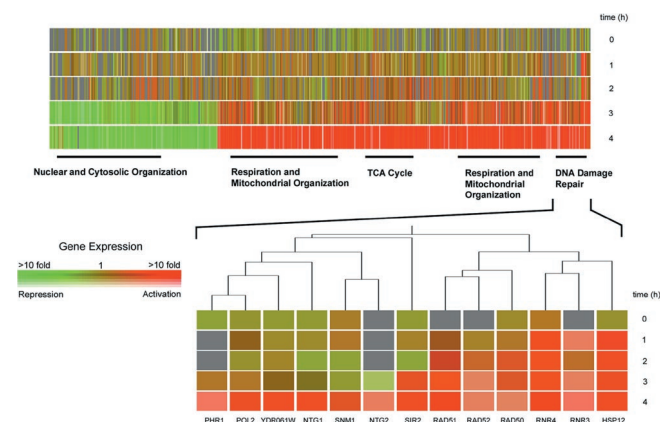 time (h)
0
1
2
3
4
Nuclear and Cytosolic Organization
Respiration and
Mitochondrial Organization
TCA Cycle
Respiration and
Mitochondrial
Organization
DNA Damage
Repair
Gene Expression
>10 fold 1 >10 fold
Repression Activation
time (h)
0
1
2
3
4
PHR1 POL2 YDR061W NTG1 SNM1 NTG2 SIR2 RAD51 RAD52 RAD50 RNR4 RNR3 HSP12